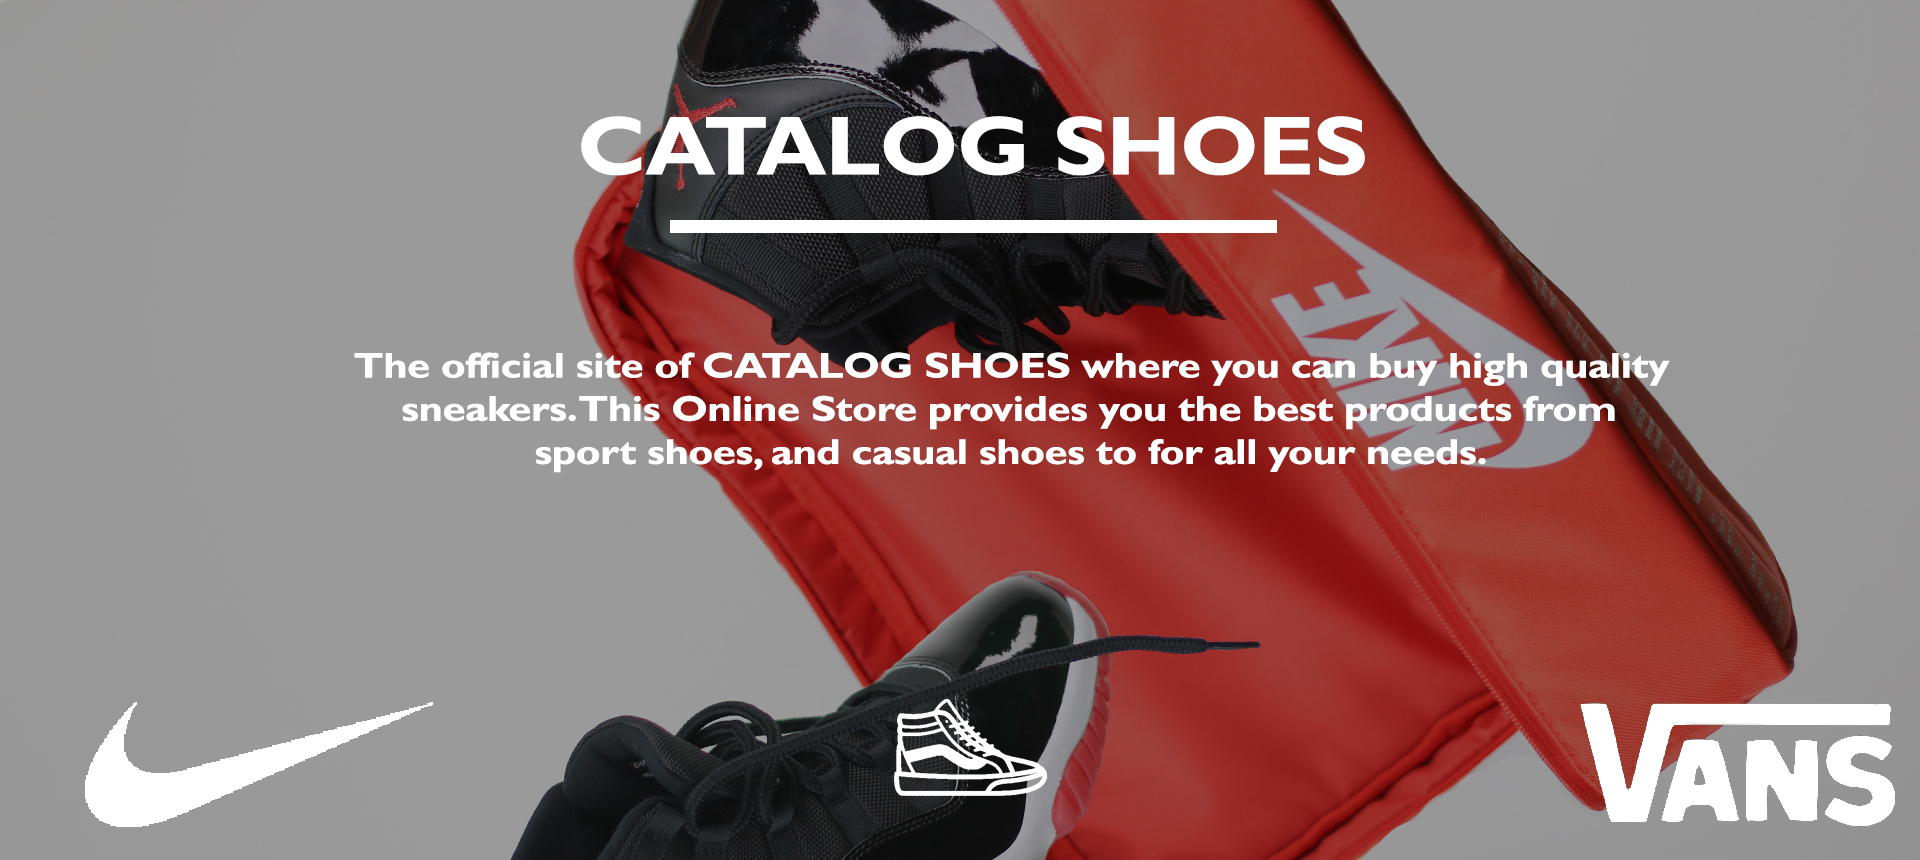 CATALOG SHOES
NIKE
The official site of CATALOG SHOES where you can buy high quality
sneakers. This Online Store provides you the best products from
sport shoes, and casual shoes to for all your needs.
VANS